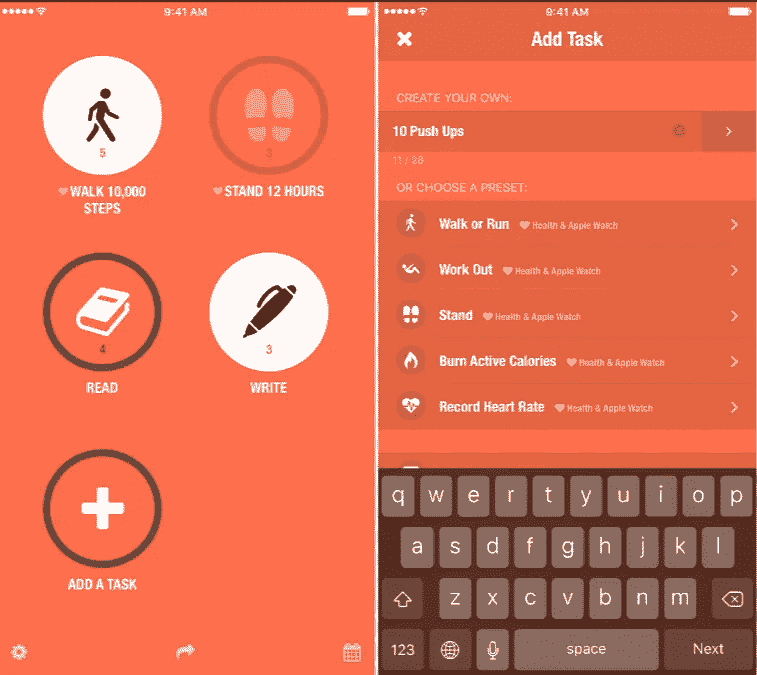 9:41 AM
5
WALK 10,000
STEPS
3
STAND 12 HOURS
4
READ
3
WRITE
ADD A TASK
9:41 AM
Add Task
CREATE YOUR OWN:
10 Push Ups
11 / 28
OR CHOOSE A PRESET:
Walk or Run Health & Apple Watch
Work Out Health & Apple Watch
Stand Health & Apple Watch
Burn Active Calories Health & Apple Watch
Record Heart Rate Health & Apple Watch
q w e r t y u i o p
a s d f g h j k l
z x c v b n m
123 space Next